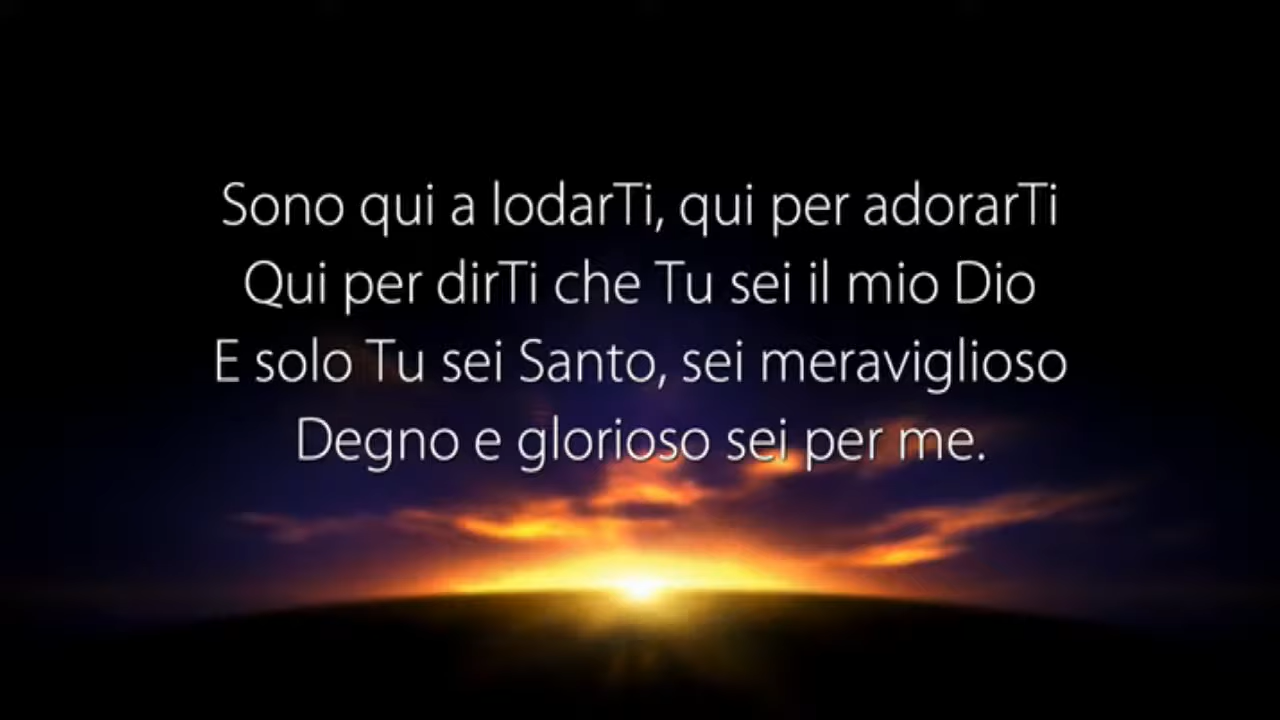 Sono qui a lodarTi, qui per adorarTi
Qui per dirTi che Tu sei il mio Dio
E solo Tu sei Santo, sei meraviglioso
Degno e glorioso sei per me.